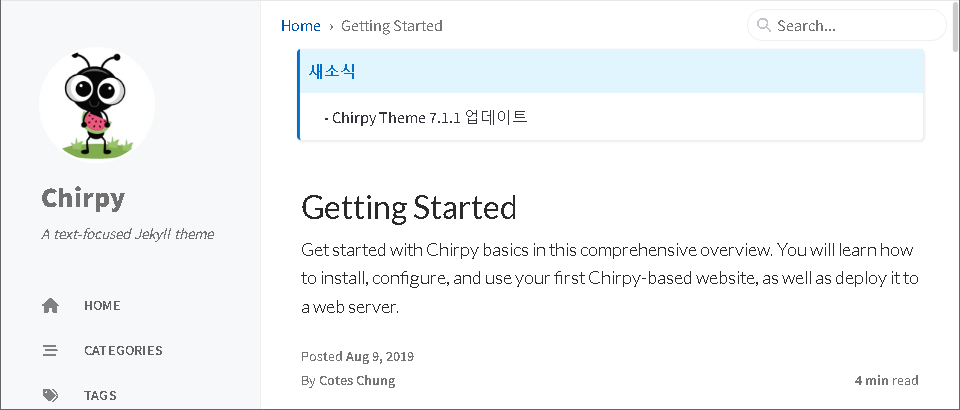 Home › Getting Started
Search...
새소식
- Chirpy Theme 7.1.1 업데이트
Chirpy
A text-focused Jekyll theme
HOME
CATEGORIES
TAGS
Getting Started
Get started with Chirpy basics in this comprehensive overview. You will learn how
to install, configure, and use your first Chirpy-based website, as well as deploy it to
a web server.
Posted Aug 9, 2019
By Cotes Chung
4 min read